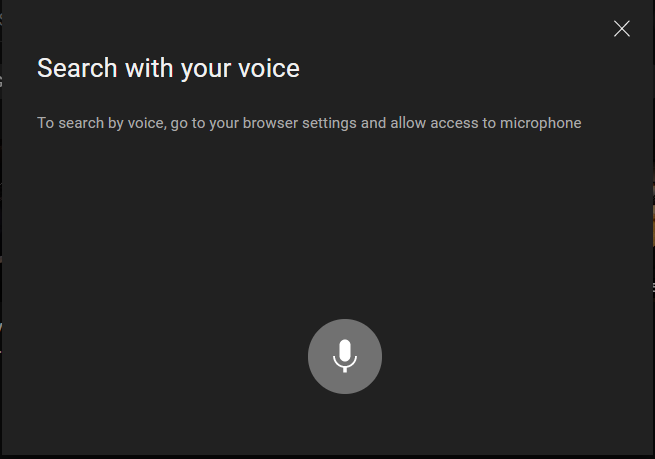 Search with your voice
To search by voice, go to your browser settings and allow access to microphone